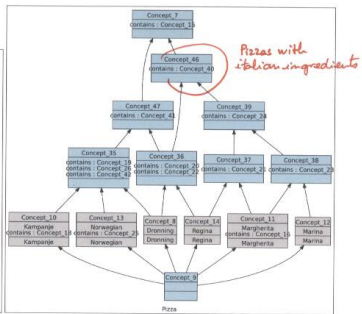 Concept_7
contains : Concept_15
Concept_46
contains : Concept_40
Pizzas with
italian ingredients
Concept_47
contains : Concept_41
Concept_39
contains : Concept_24
Concept_35
contains : Concept_19
contains : Concept_26
contains : Concept_42
Concept_36
contains : Concept_20
contains : Concept_22
Concept_37
contains : Concept_21
Concept_38
contains : Concept_23
Concept_10
Kampanje
contains : Concept_18
Kampanje
Concept_13
Norwegian
contains : Concept_25
Norwegian
Concept_8
Dronning
Dronning
Concept_14
Regina
Regina
Concept_11
Margherita
contains : Concept_16
Margherita
Concept_12
Marina
Marina
Concept_9
Pizza